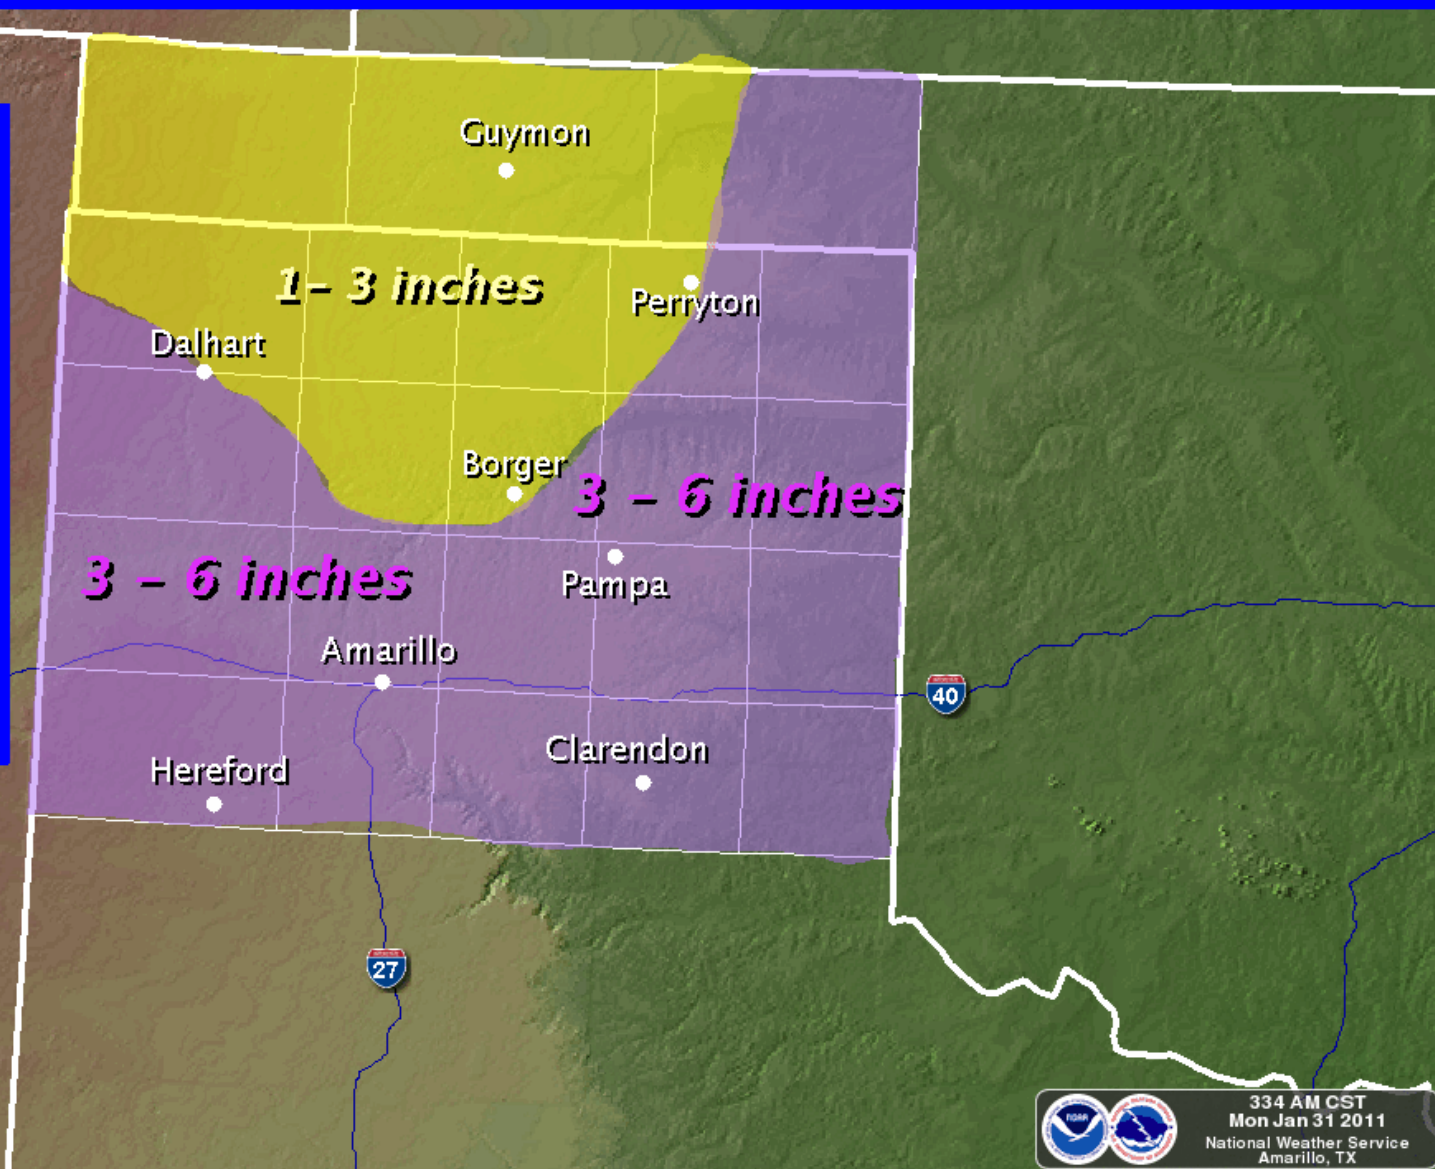 Guymon
1– 3 inches
Perryton
Dalhart
Borger
3 – 6 inches
3 – 6 inches
Pampa
Amarillo
40
Clarendon
Hereford
27
334 AM CST
Mon Jan 31 2011
National Weather Service
Amarillo, TX